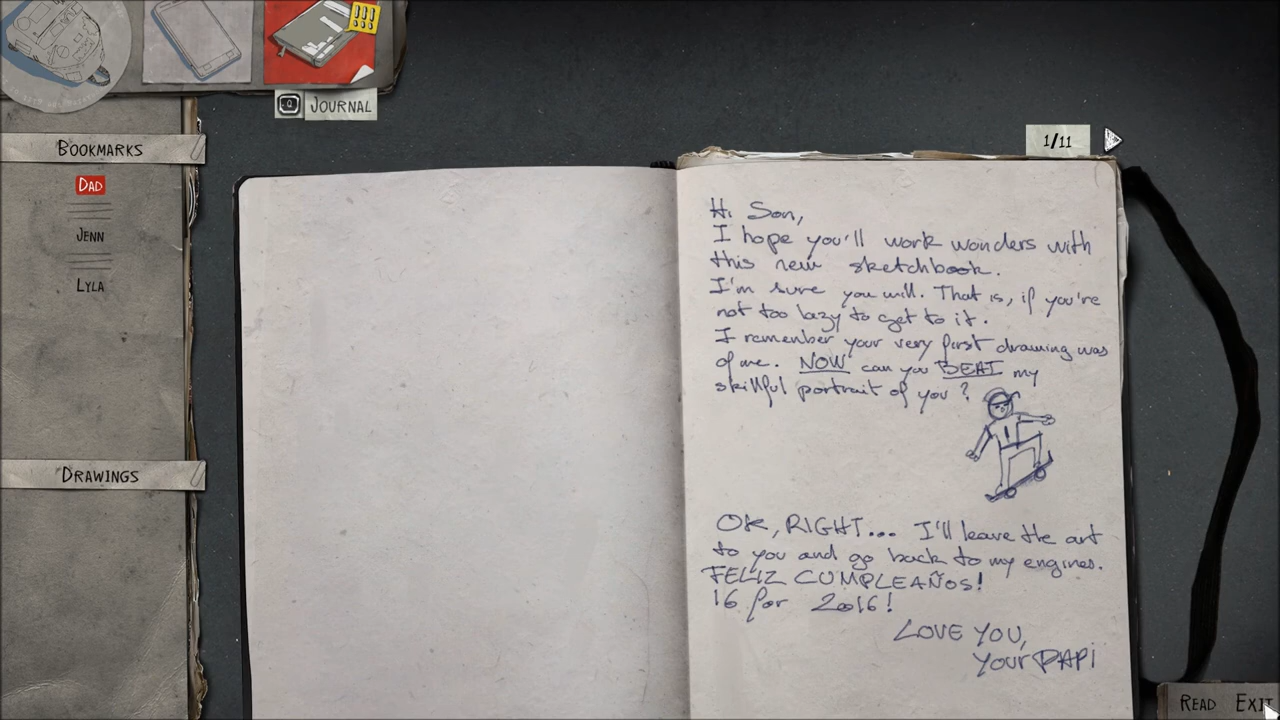 JOURNAL
BOOKMARKS
DAD
JENN
LYLA
DRAWINGS
1/11
Hi Son,
I hope you'll work wonders with
this new sketchbook.
I'm sure you will. That is, if you're
not too lazy to get to it.
I remember your very first drawing was
of me. NOW can you BEAT my
skillful portrait of you?
OK, RIGHT... I'll leave the art
to you and go back to my engines.
FELIZ CUMPLEAÑOS!
16 for 2016!
LOVE YOU,
Your PAPI
READ EXIT